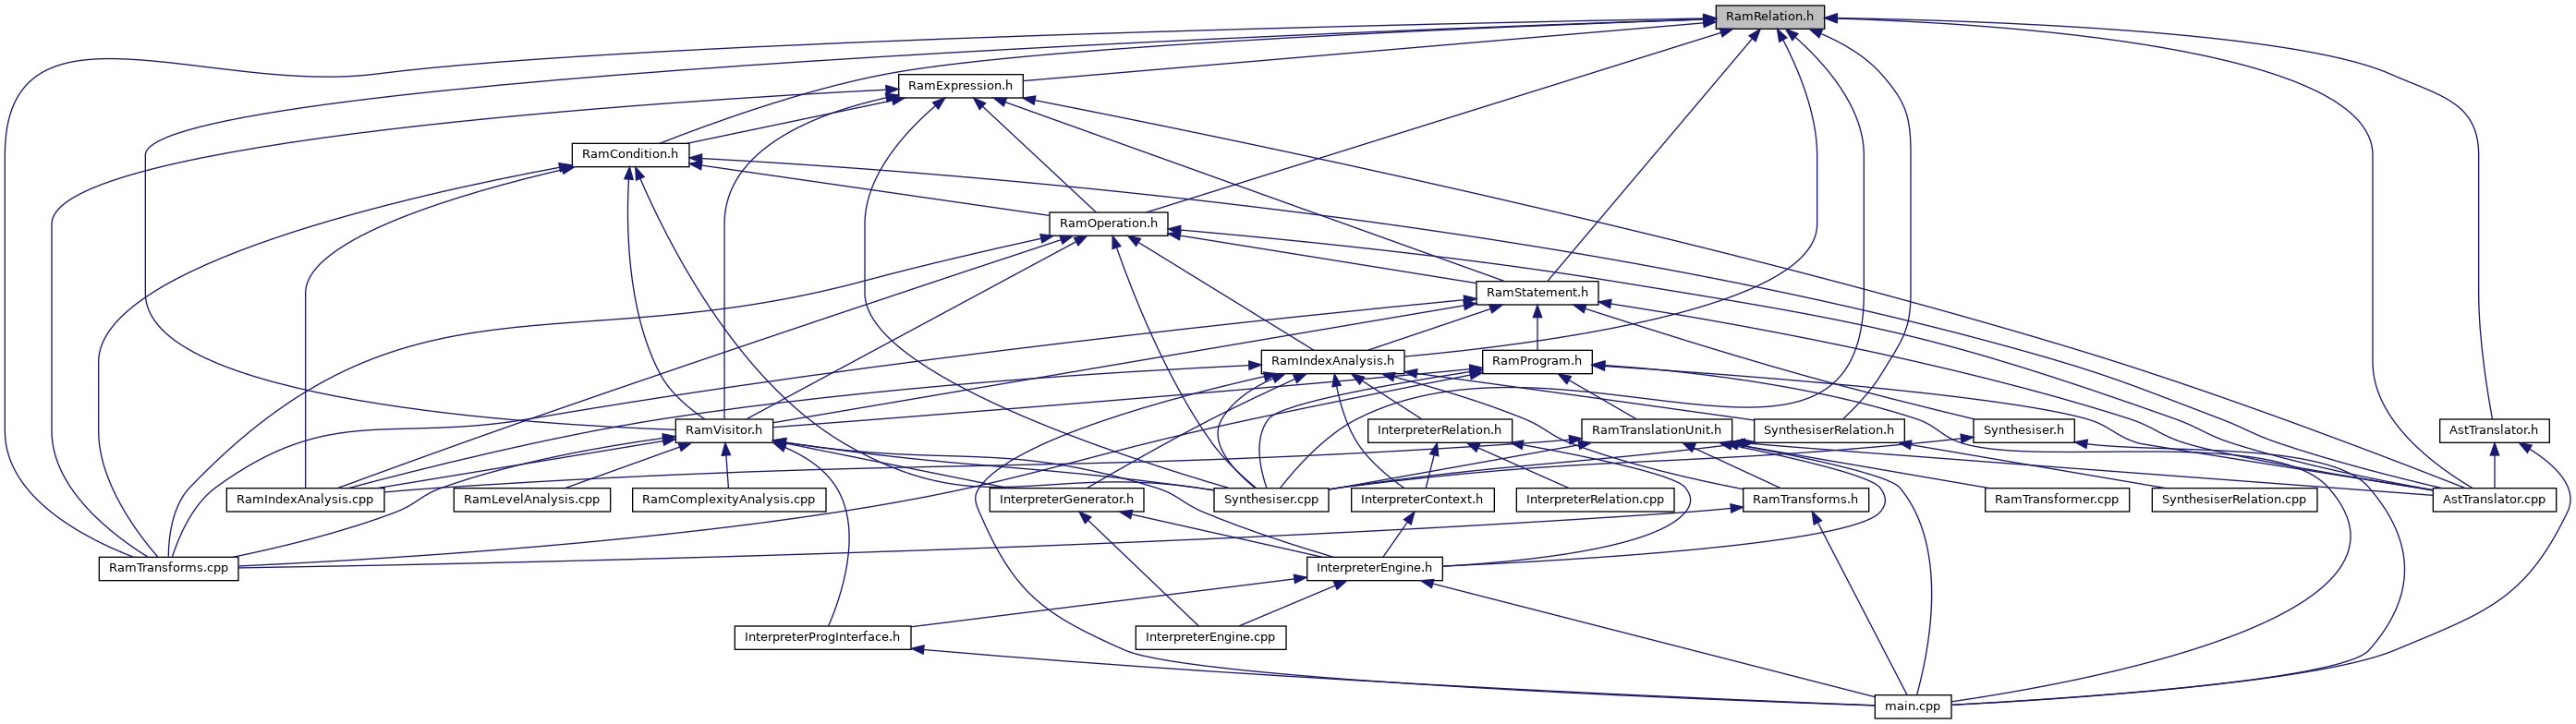 RamRelation.h
RamExpression.h
RamCondition.h
RamOperation.h
RamStatement.h
RamIndexAnalysis.h
RamProgram.h
RamVisitor.h
InterpreterRelation.h
RamTranslationUnit.h
SynthesiserRelation.h
Synthesiser.h
AstTranslator.h
RamIndexAnalysis.cpp
RamLevelAnalysis.cpp
RamComplexityAnalysis.cpp
InterpreterGenerator.h
Synthesiser.cpp
InterpreterContext.h
InterpreterRelation.cpp
RamTransforms.h
RamTransformer.cpp
SynthesiserRelation.cpp
AstTranslator.cpp
RamTransforms.cpp
InterpreterEngine.h
InterpreterProgInterface.h
InterpreterEngine.cpp
main.cpp